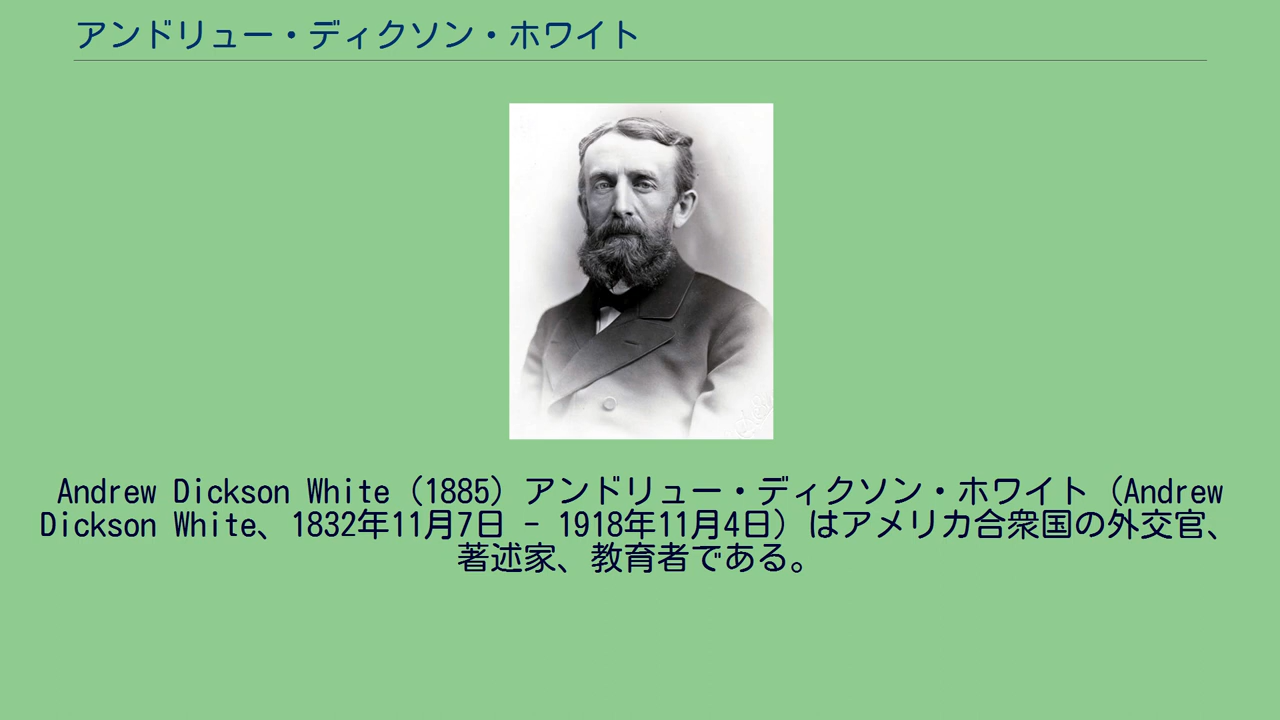 アンドリュー・ディクソン・ホワイト
Andrew Dickson White (1885) アンドリュー・ディクソン・ホワイト (Andrew
Dickson White、1832年11月7日 - 1918年11月4日) はアメリカ合衆国の外交官、
著述家、教育者である。